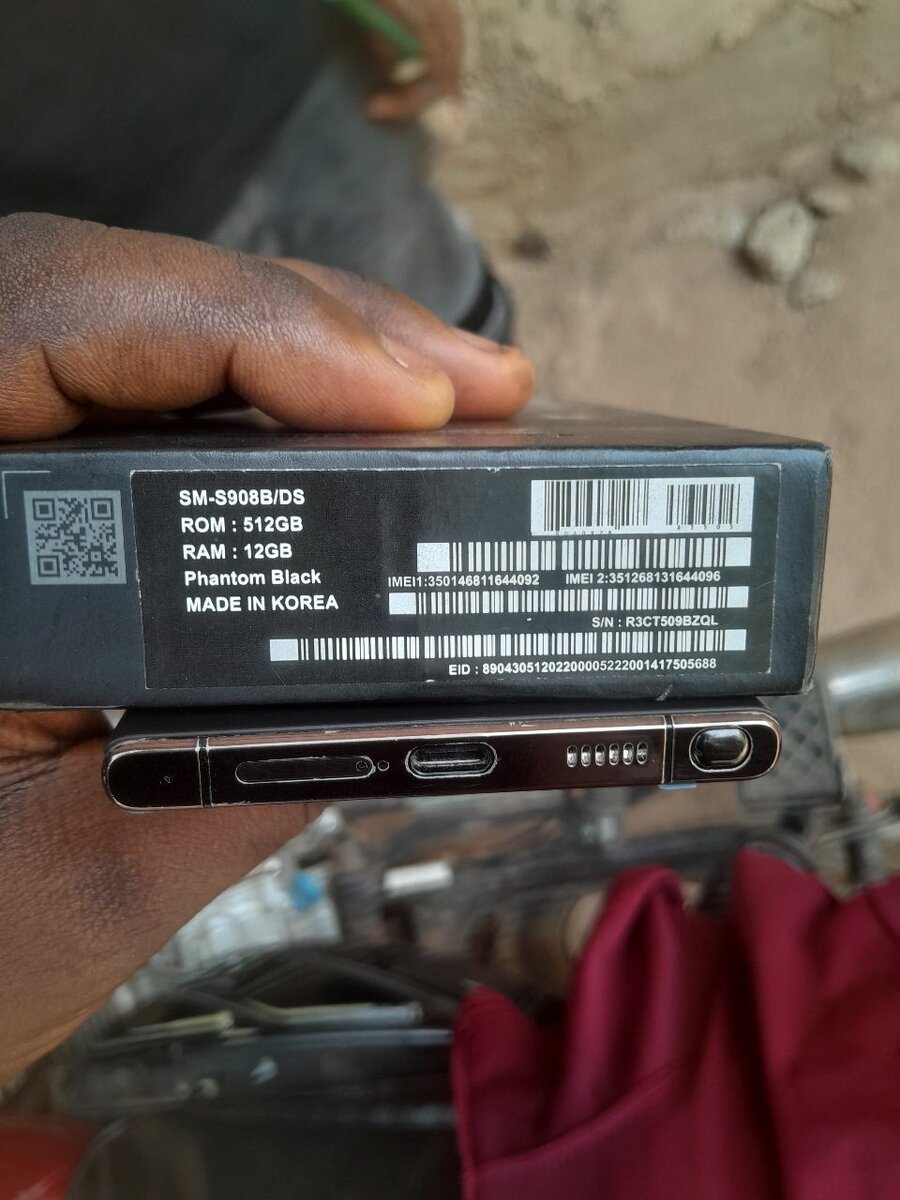 SM-S908B/DS
ROM : 512GB
RAM : 12GB
Phantom Black
MADE IN KOREA
IMEI1:350146811644092 IMEI 2:351268131644096
S/N : R3CT509BZQL
EID : 89043051202200005222001417505688